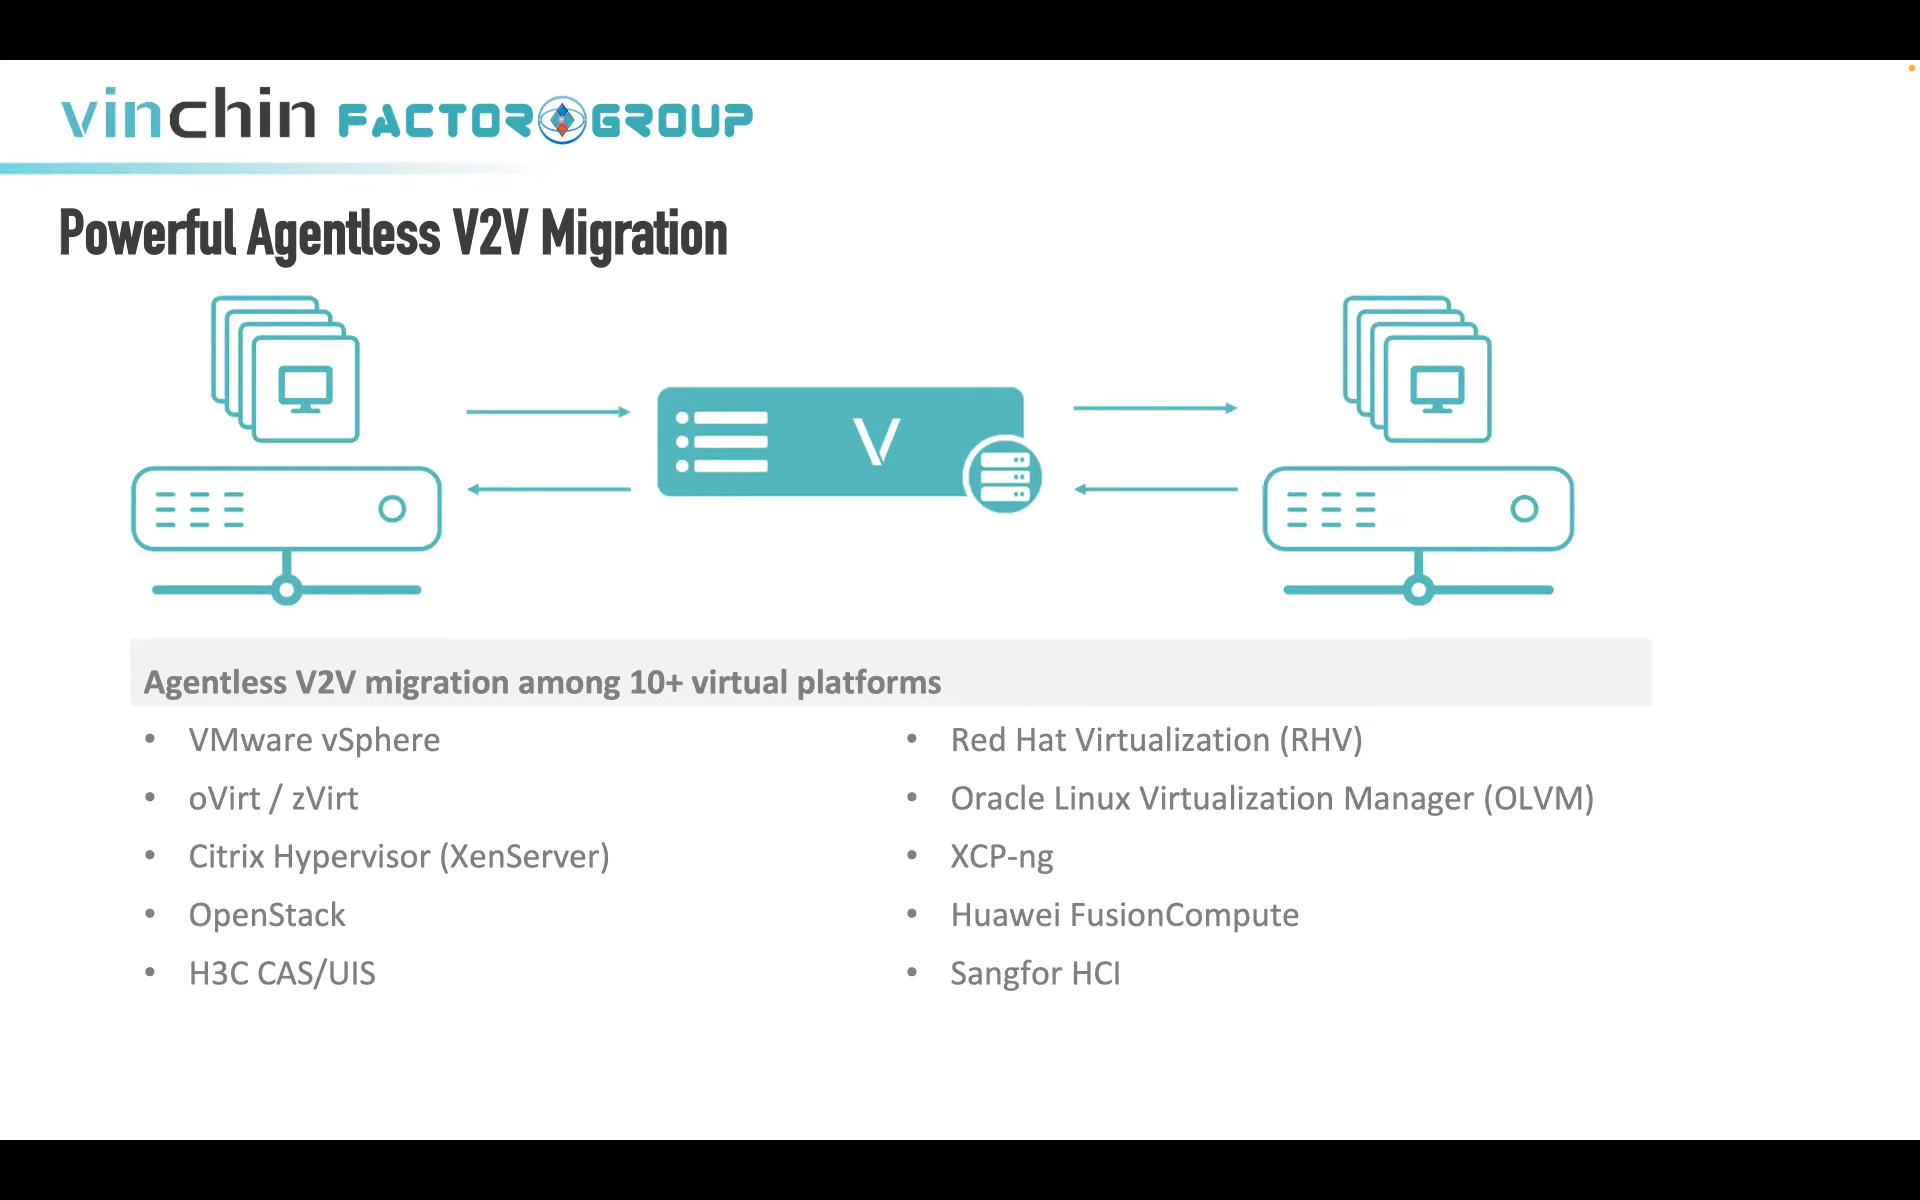 vinchin FACTOR GROUP
Powerful Agentless V2V Migration
V
Agentless V2V migration among 10+ virtual platforms
• VMware vSphere
• oVirt / zVirt
• Citrix Hypervisor (XenServer)
• OpenStack
• H3C CAS/UIS
• Red Hat Virtualization (RHV)
• Oracle Linux Virtualization Manager (OLVM)
• XCP-ng
• Huawei FusionCompute
• Sangfor HCI